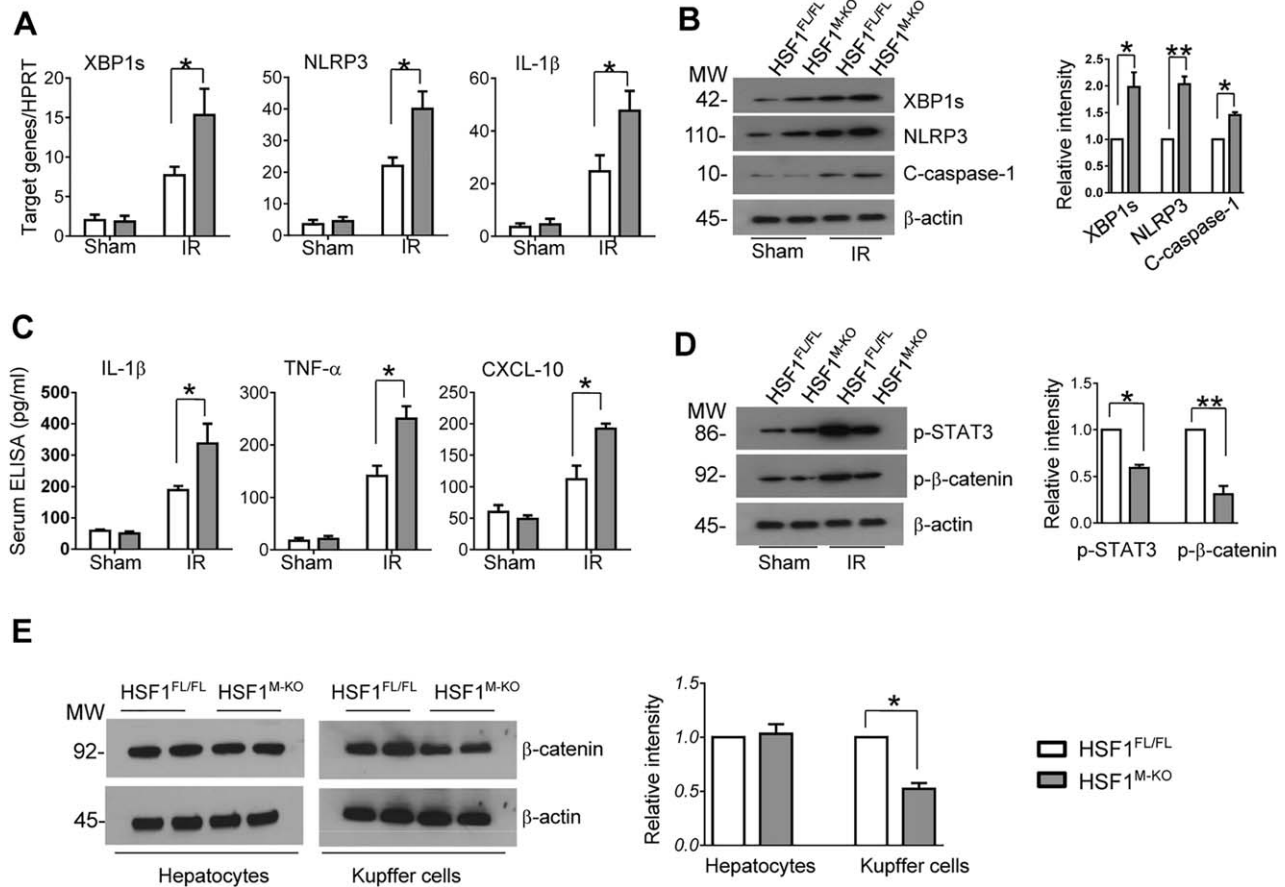 A
XBP1s
NLRP3
IL-1β
Target genes/HPRT
20
15
10
5
0
50
40
30
20
10
0
60
40
20
0
*
*
*
Sham IR
Sham IR
Sham IR
B
HSF1FL/FL
HSF1M-KO
HSF1FL/FL
HSF1M-KO
MW
42- XBP1s
110- NLRP3
10- C-caspase-1
45- β-actin
Sham IR
Relative intensity
2.5
2.0
1.5
1.0
0.5
0.0
* ** *
XBP1s
NLRP3
C-caspase-1
C
IL-1β
TNF-α
CXCL-10
Serum ELISA (pg/ml)
500
400
300
200
100
0
300
200
100
0
250
200
150
100
50
0
*
*
*
Sham IR
Sham IR
Sham IR
D
HSF1FL/FL
HSF1M-KO
HSF1FL/FL
HSF1M-KO
MW
86- p-STAT3
92- p-β-catenin
45- β-actin
Sham IR
Relative intensity
1.5
1.0
0.5
0.0
* **
p-STAT3 p-β-catenin
E
HSF1FL/FL HSF1M-KO HSF1FL/FL HSF1M-KO
MW
92- β-catenin
45- β-actin
Hepatocytes Kupffer cells
Relative intensity
1.5
1.0
0.5
0.0
*
Hepatocytes Kupffer cells
HSF1FL/FL
HSF1M-KO